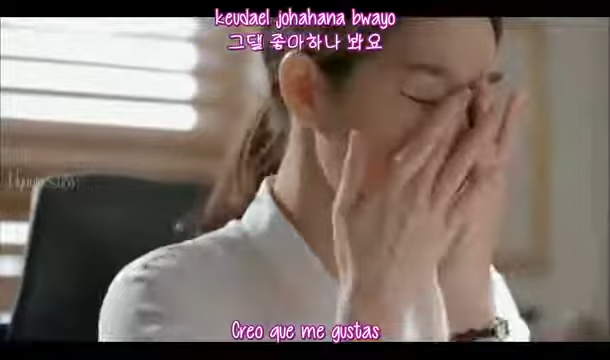 keudael johahana bwayo
그댈 좋아하나 봐요
Creo que me gustas